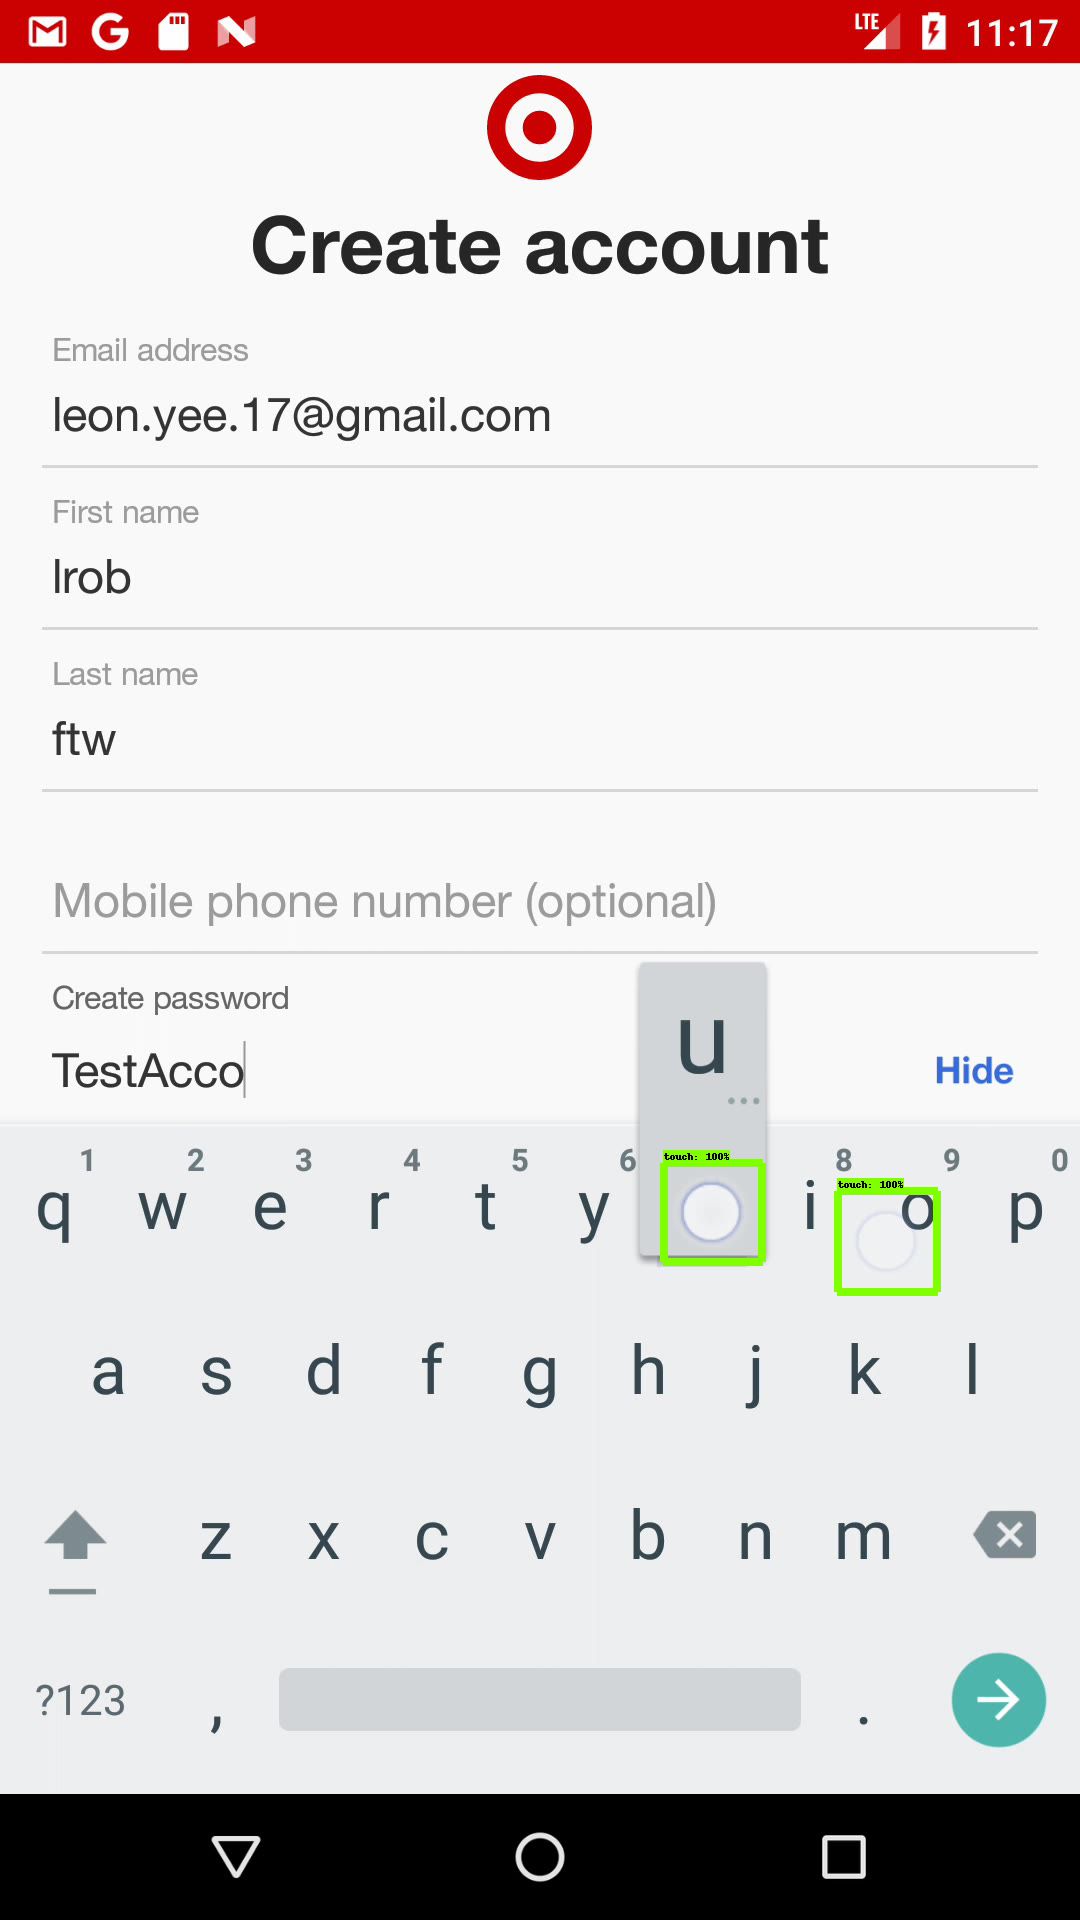 LTE 11:17
Create account
Email address
leon.yee.17@gmail.com
First name
lrob
Last name
ftw
Mobile phone number (optional)
Create password
TestAcco
Hide
u
...
touch: 100%
touch: 100%
1 2 3 4 5 6 8 9 0
q w e r t y i o p
a s d f g h j k l
z x c v b n m
?123 , .